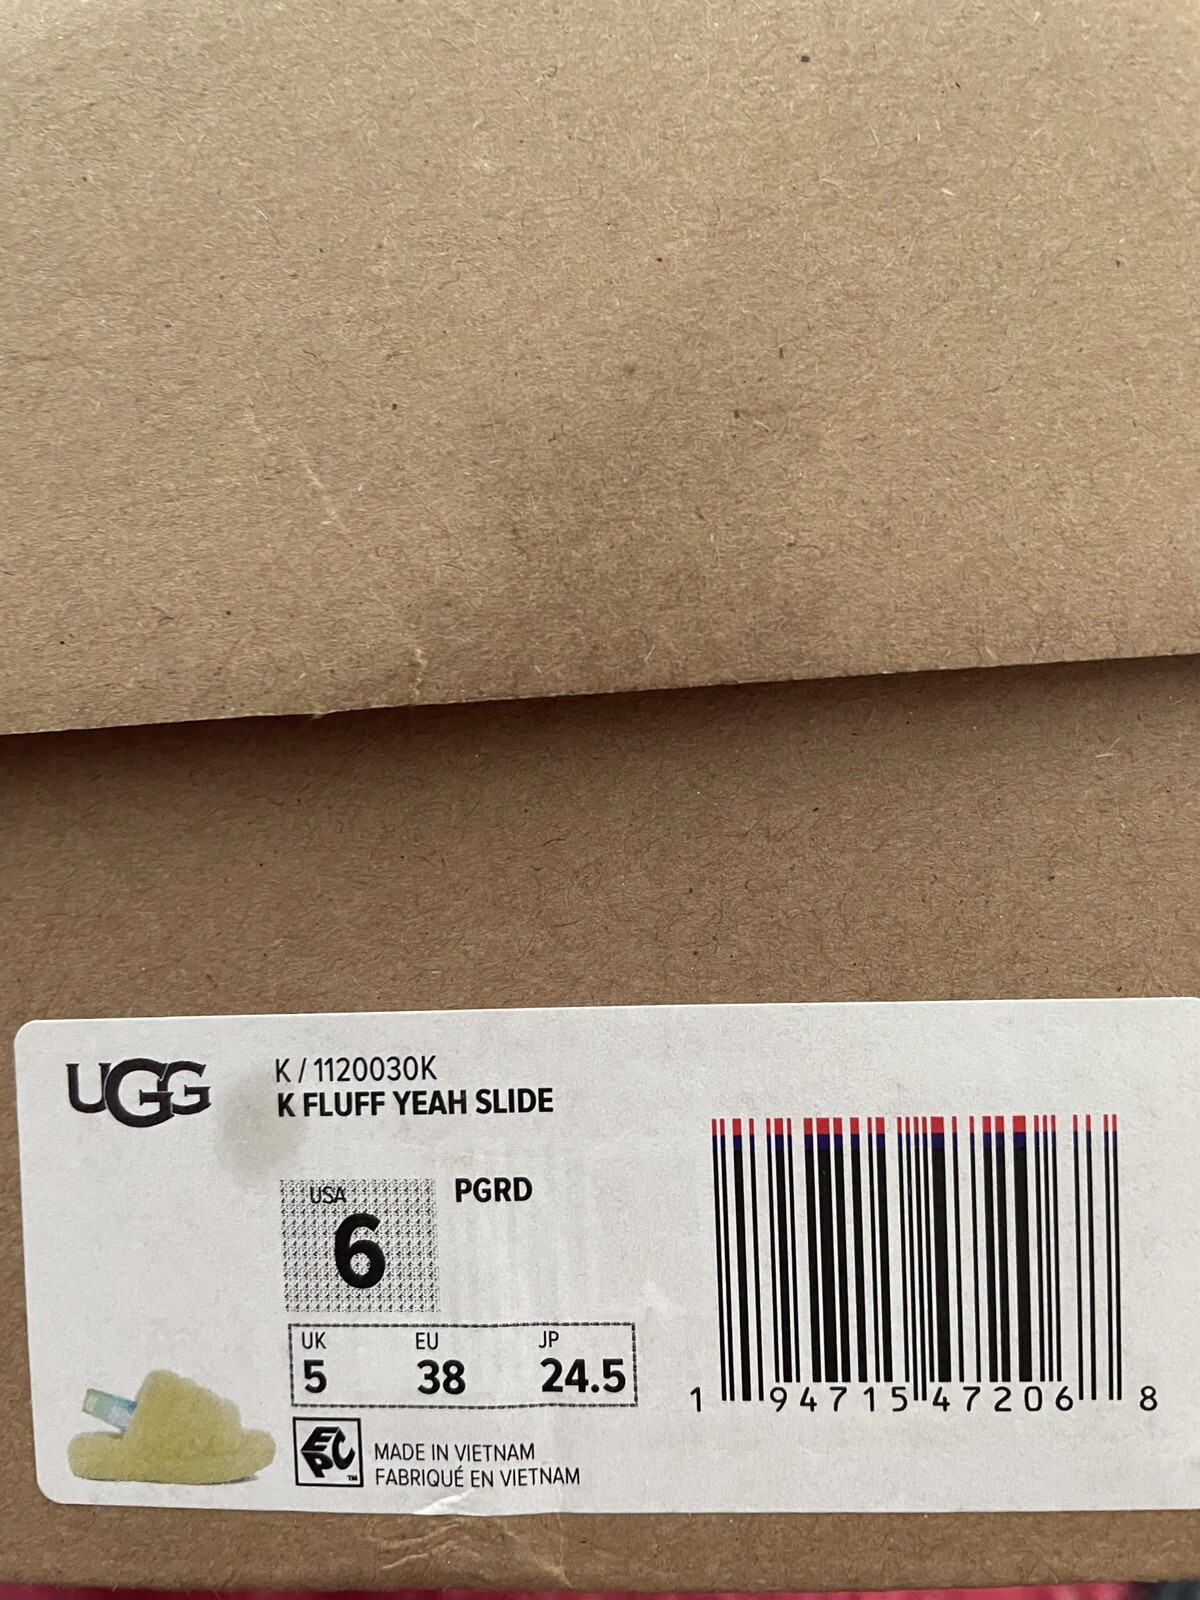 UGG
K / 1120030K
K FLUFF YEAH SLIDE
USA
6
PGRD
UK EU JP
5 38 24.5
EPC TM
MADE IN VIETNAM
FABRIQUÉ EN VIETNAM
1 94715 47206 8